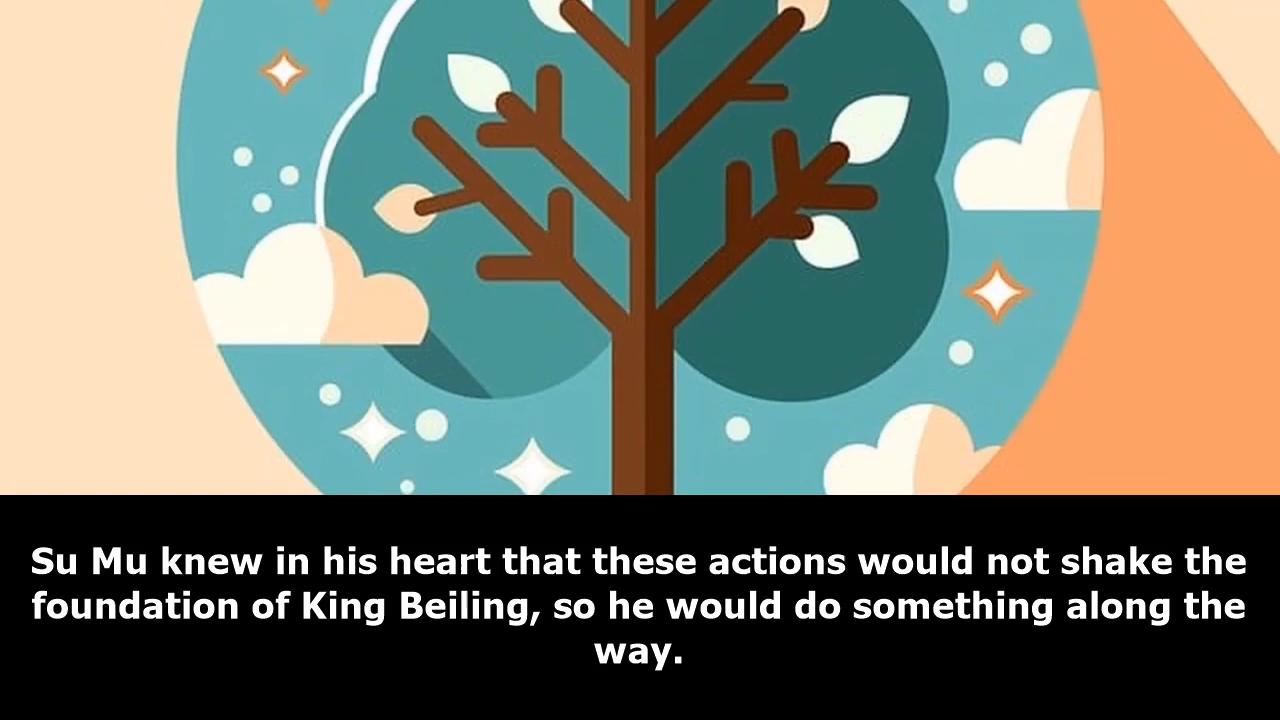 Su Mu knew in his heart that these actions would not shake the
foundation of King Beiling, so he would do something along the
way.